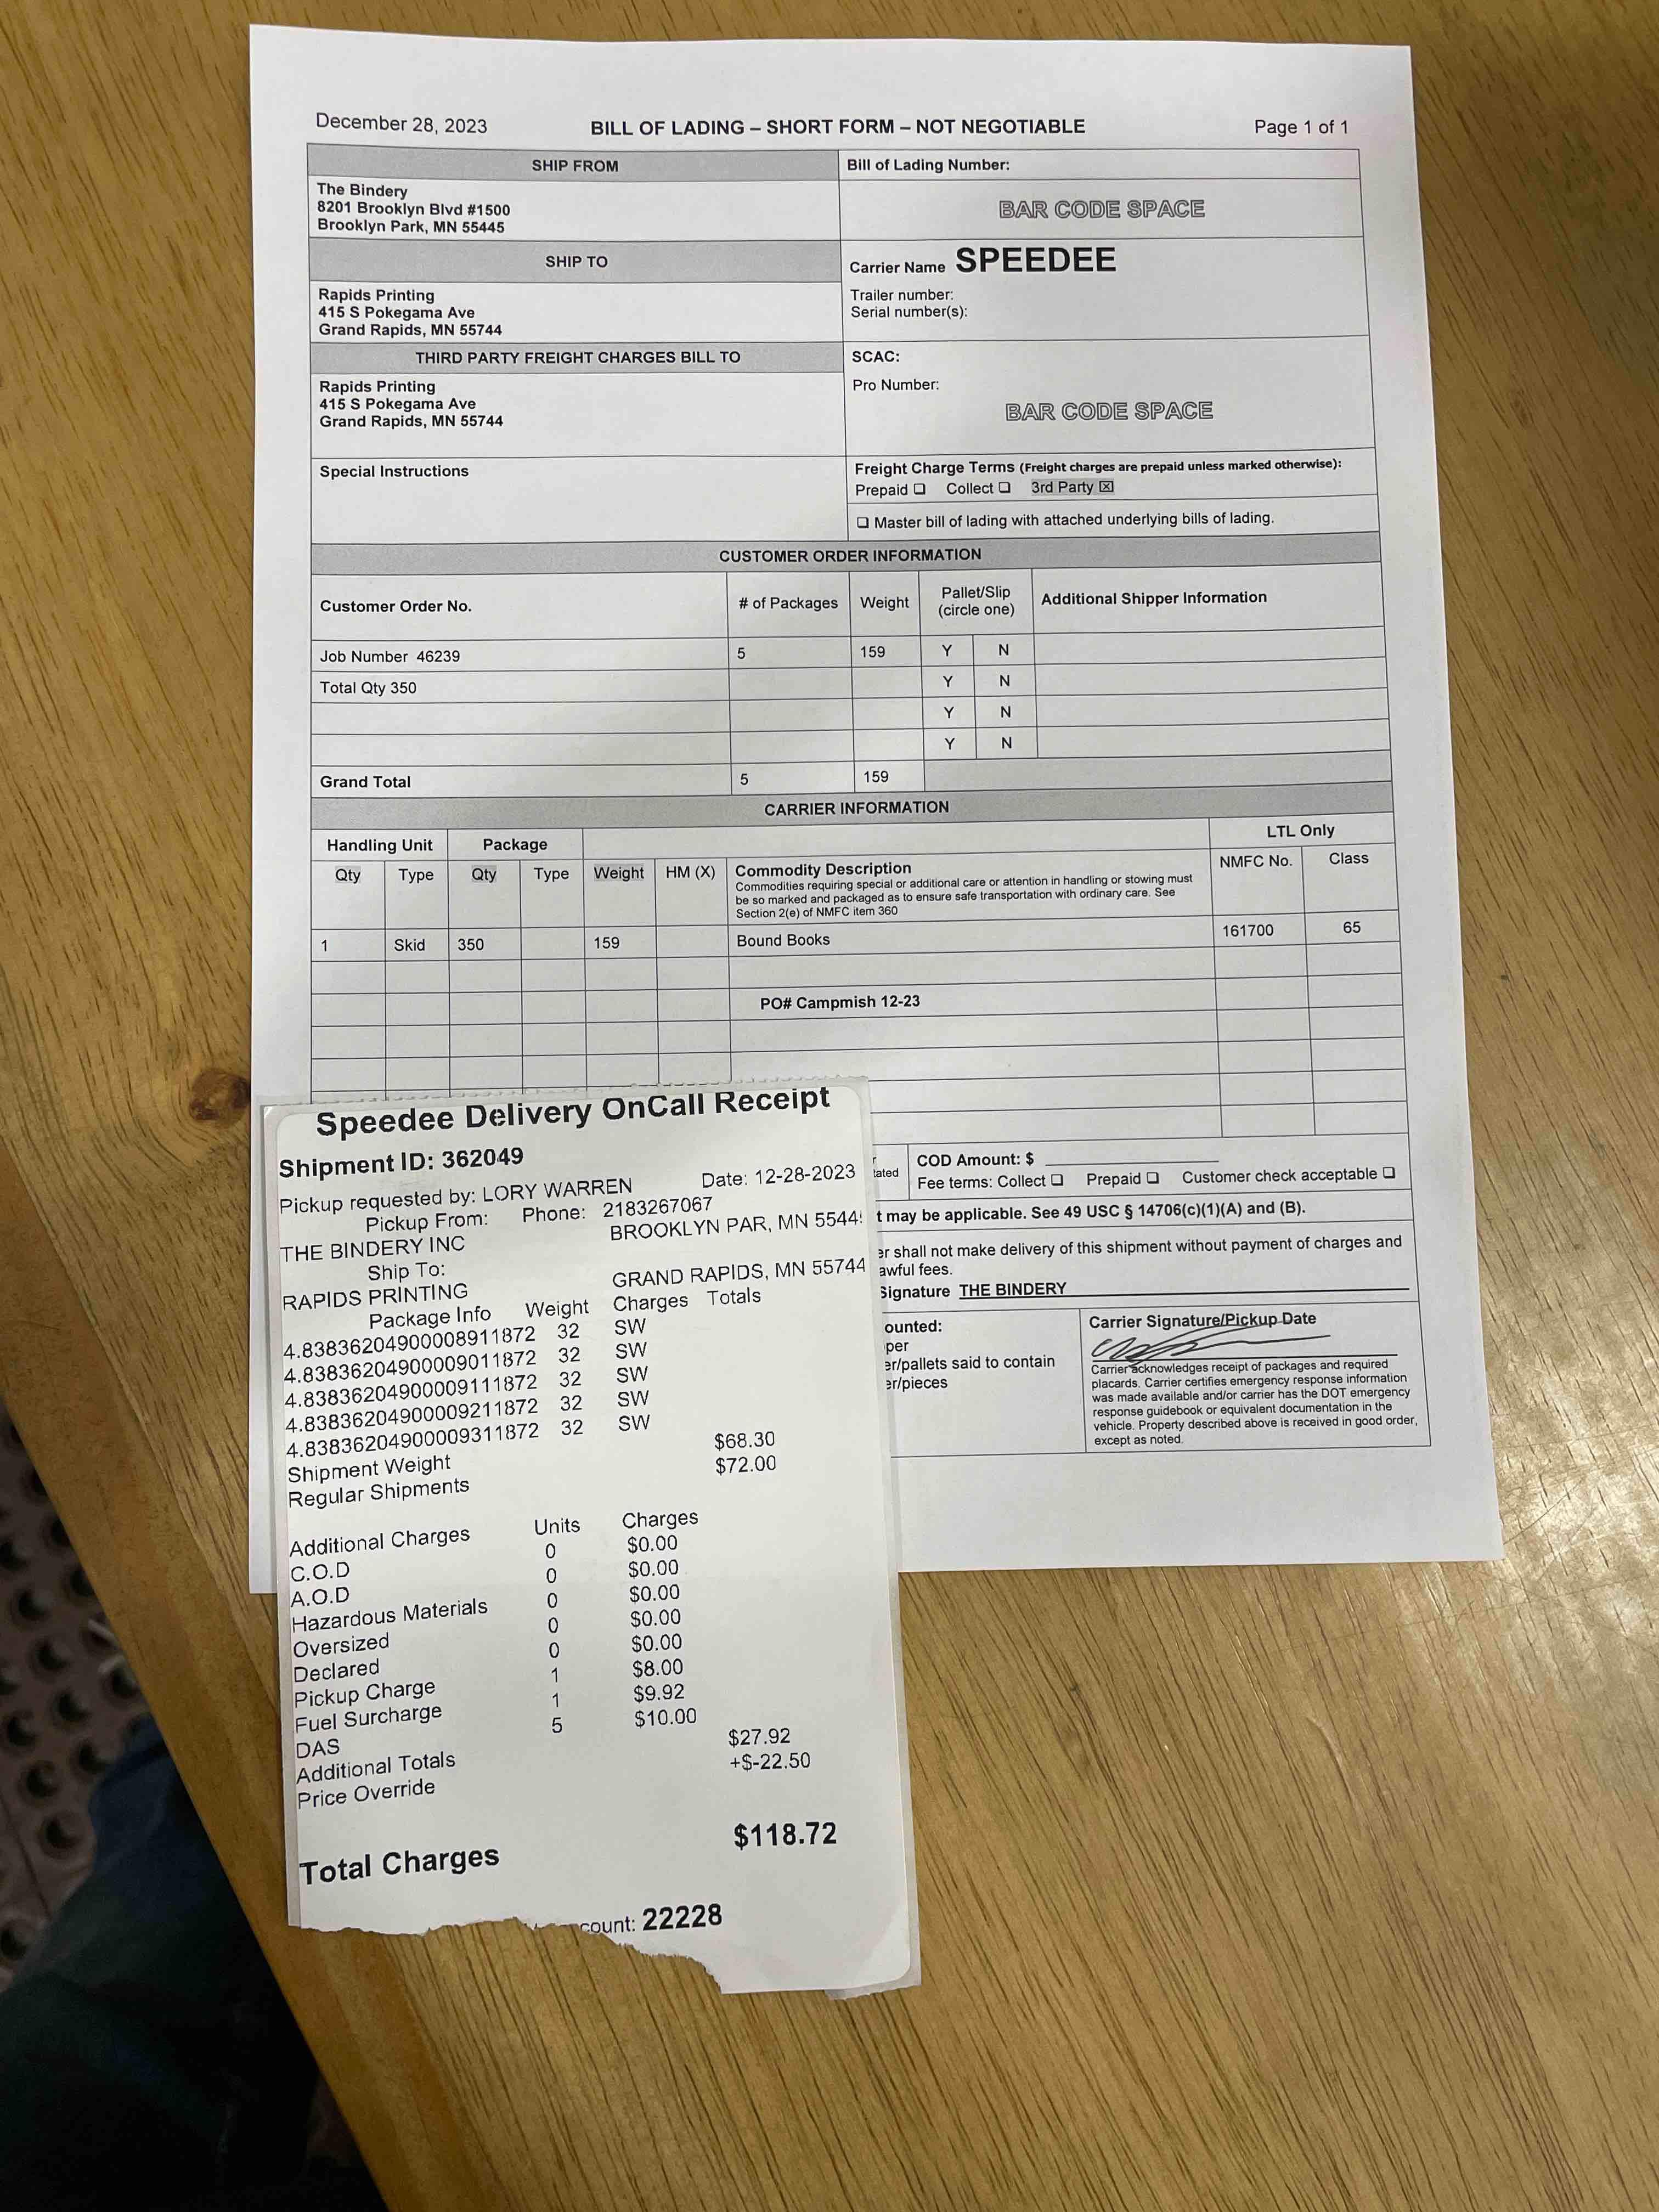 December 28, 2023 BILL OF LADING – SHORT FORM – NOT NEGOTIABLE Page 1 of 1
SHIP FROM
The Bindery
8201 Brooklyn Blvd #1500
Brooklyn Park, MN 55445
Bill of Lading Number:
BAR CODE SPACE
SHIP TO
Rapids Printing
415 S Pokegama Ave
Grand Rapids, MN 55744
Carrier Name SPEEDEE
Trailer number:
Serial number(s):
THIRD PARTY FREIGHT CHARGES BILL TO
Rapids Printing
415 S Pokegama Ave
Grand Rapids, MN 55744
SCAC:
Pro Number:
BAR CODE SPACE
Special Instructions
Freight Charge Terms (Freight charges are prepaid unless marked otherwise):
Prepaid ❑ Collect ❑ 3rd Party ☒
❑ Master bill of lading with attached underlying bills of lading.
CUSTOMER ORDER INFORMATION
Customer Order No. # of Packages Weight Pallet/Slip (circle one) Additional Shipper Information
Job Number 46239 5 159 Y N
Total Qty 350 Y N
Y N
Y N
Grand Total 5 159
CARRIER INFORMATION
Handling Unit Package LTL Only
Qty Type Qty Type Weight HM (X) Commodity Description NMFC No. Class
Commodities requiring special or additional care or attention in handling or stowing must
be so marked and packaged as to ensure safe transportation with ordinary care. See
Section 2(e) of NMFC item 360
1 Skid 350 159 Bound Books 161700 65
PO# Campmish 12-23
COD Amount: $
Fee terms: Collect ❑ Prepaid ❑ Customer check acceptable ❑
t may be applicable. See 49 USC § 14706(c)(1)(A) and (B).
er shall not make delivery of this shipment without payment of charges and
awful fees.
Signature THE BINDERY
ounted:
per
er/pallets said to contain
er/pieces
Carrier Signature/Pickup Date
Carrier acknowledges receipt of packages and required
placards. Carrier certifies emergency response information
was made available and/or carrier has the DOT emergency
response guidebook or equivalent documentation in the
vehicle. Property described above is received in good order,
except as noted.
Speedee Delivery OnCall Receipt
Shipment ID: 362049
Date: 12-28-2023
Pickup requested by: LORY WARREN
Pickup From: Phone: 2183267067
THE BINDERY INC BROOKLYN PAR, MN 5544
Ship To:
RAPIDS PRINTING GRAND RAPIDS, MN 55744
Package Info Weight Charges Totals
4.83836204900008911872 32 SW
4.83836204900009011872 32 SW
4.83836204900009111872 32 SW
4.83836204900009211872 32 SW
4.83836204900009311872 32 SW
Shipment Weight $68.30
Regular Shipments $72.00
Additional Charges Units Charges
C.O.D 0 $0.00
A.O.D 0 $0.00
Hazardous Materials 0 $0.00
Oversized 0 $0.00
Declared 0 $0.00
Pickup Charge 1 $8.00
Fuel Surcharge 1 $9.92
DAS 5 $10.00
Additional Totals $27.92
Price Override +$-22.50
Total Charges $118.72
count: 22228